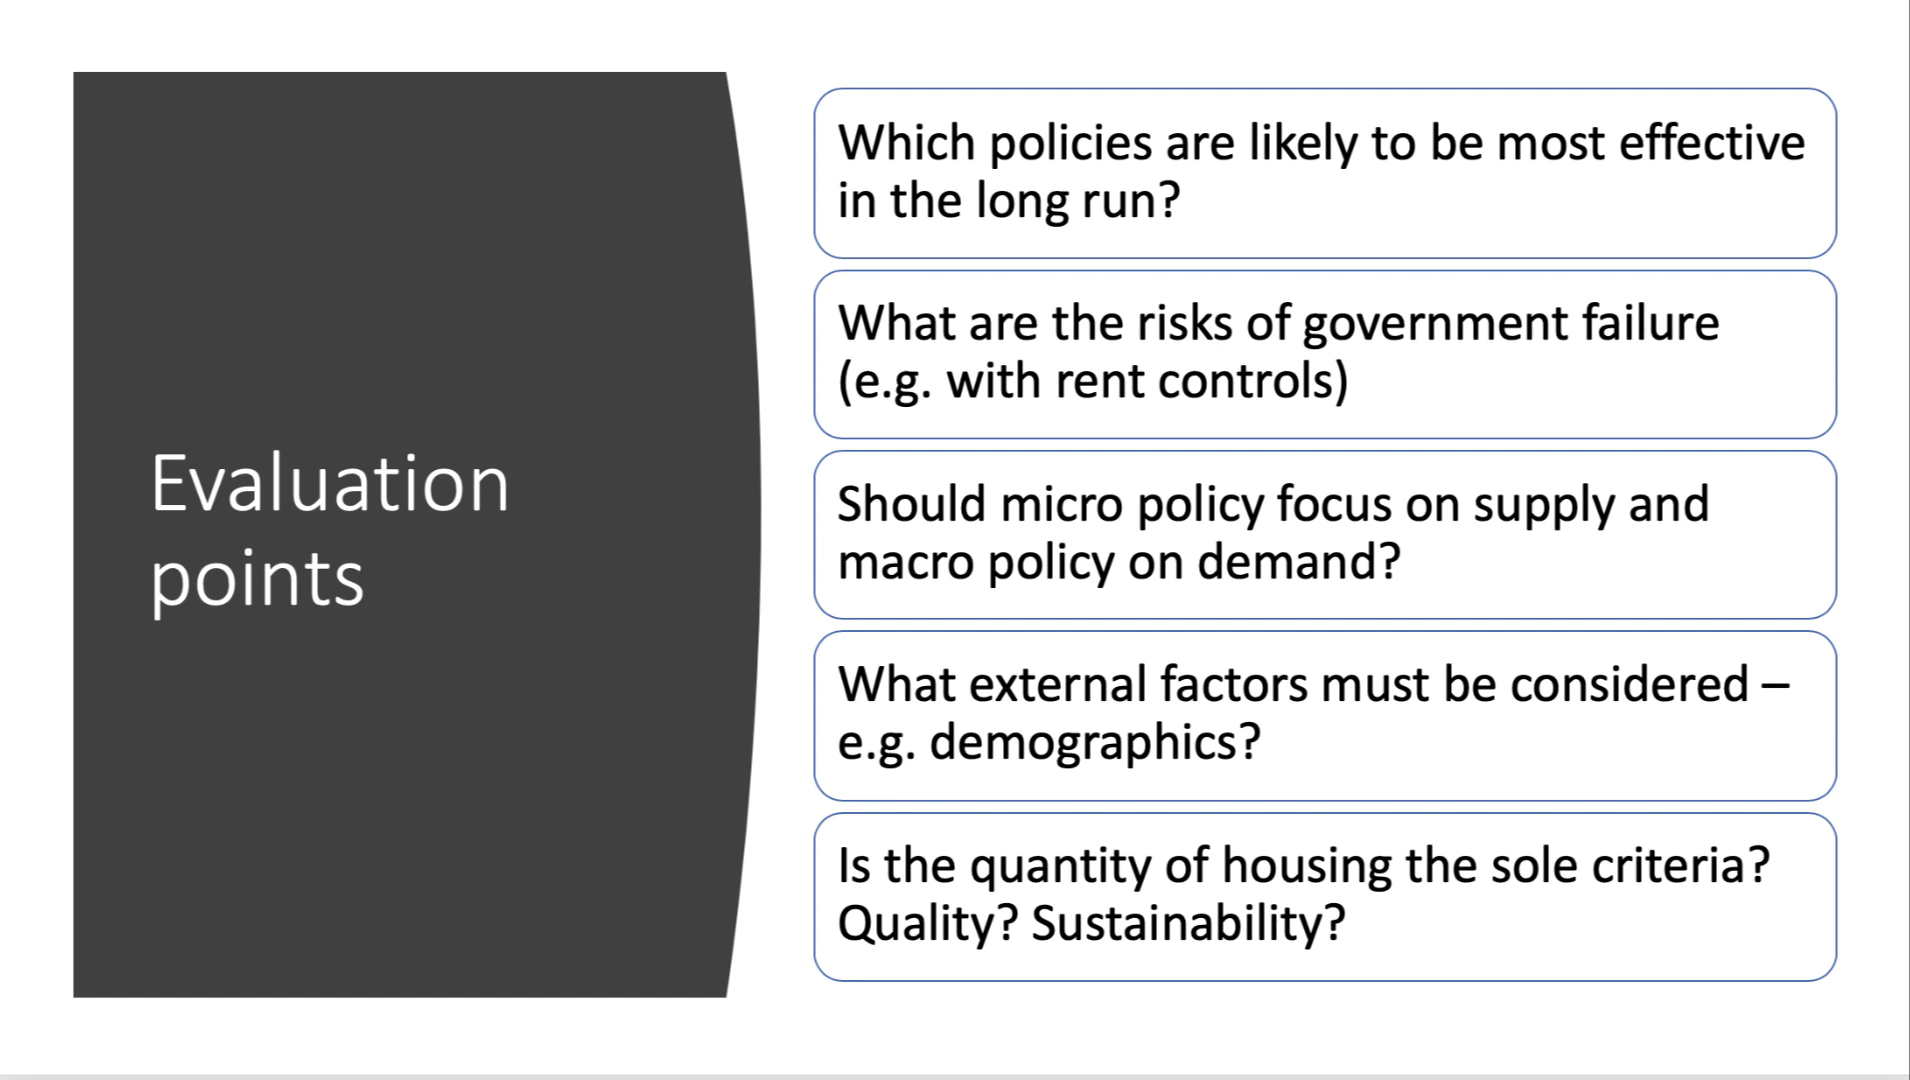 Evaluation
points
Which policies are likely to be most effective
in the long run?
What are the risks of government failure
(e.g. with rent controls)
Should micro policy focus on supply and
macro policy on demand?
What external factors must be considered –
e.g. demographics?
Is the quantity of housing the sole criteria?
Quality? Sustainability?